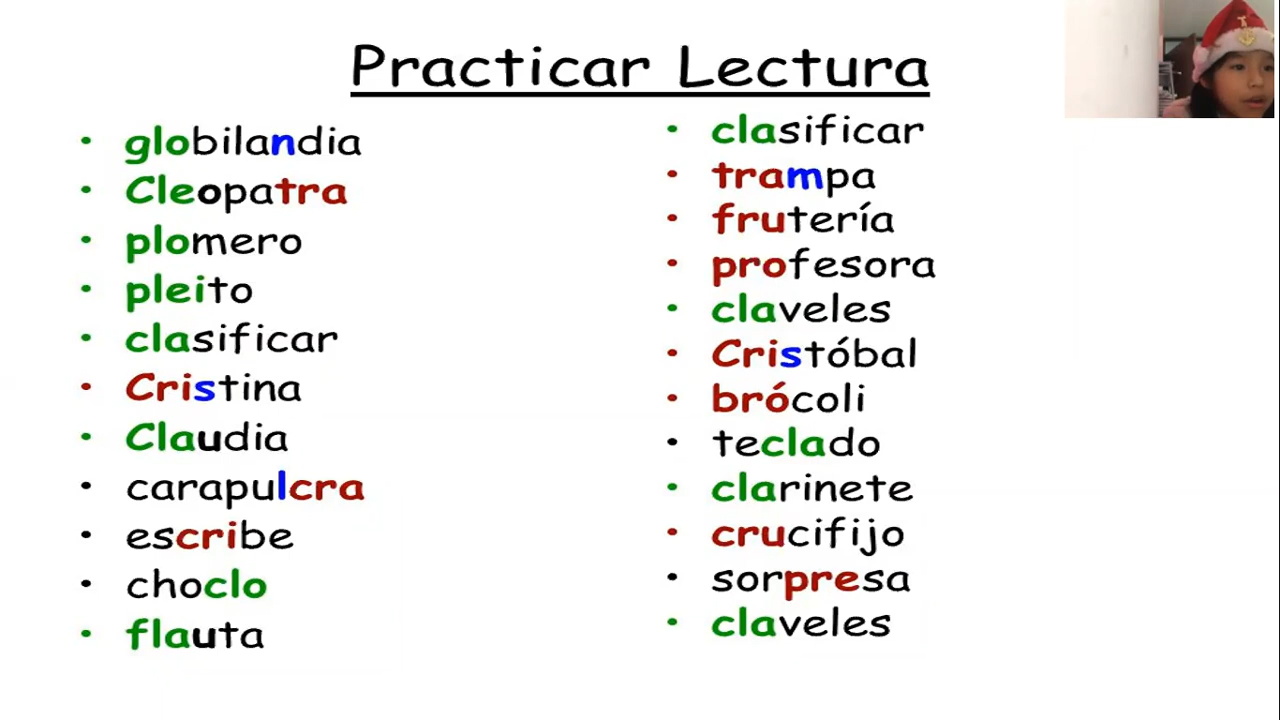 Practicar Lectura
• globilandia
• Cleopatra
• plomero
• pleito
• clasificar
• Cristina
• Claudia
• carapulcra
• escribe
• choclo
• flauta
• clasificar
• trampa
• frutería
• profesora
• claveles
• Cristóbal
• brócoli
• teclado
• clarinete
• crucifijo
• sorpresa
• claveles